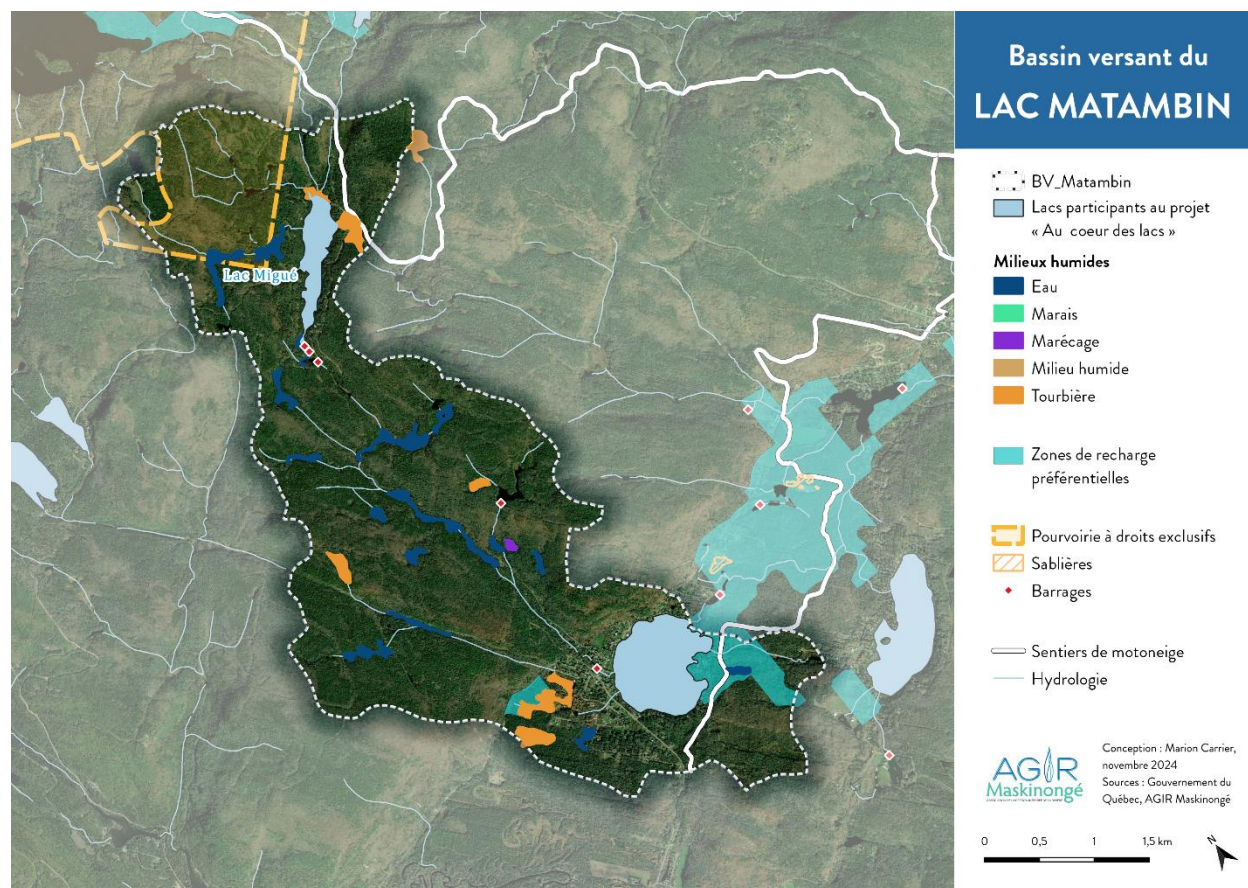 Bassin versant du
LAC MATAMBIN
BV_Matambin
Lacs participants au projet
« Au coeur des lacs »
Milieux humides
Eau
Marais
Marécage
Milieu humide
Tourbière
Zones de recharge
préférentielles
Pourvoirie à droits exclusifs
Sablières
Barrages
Sentiers de motoneige
Hydrologie
Lac Migué
AGIR
Maskinongé
Conception : Marion Carrier,
novembre 2024
Sources : Gouvernement du
Québec, AGIR Maskinongé
0 0,5 1 1,5 km
N